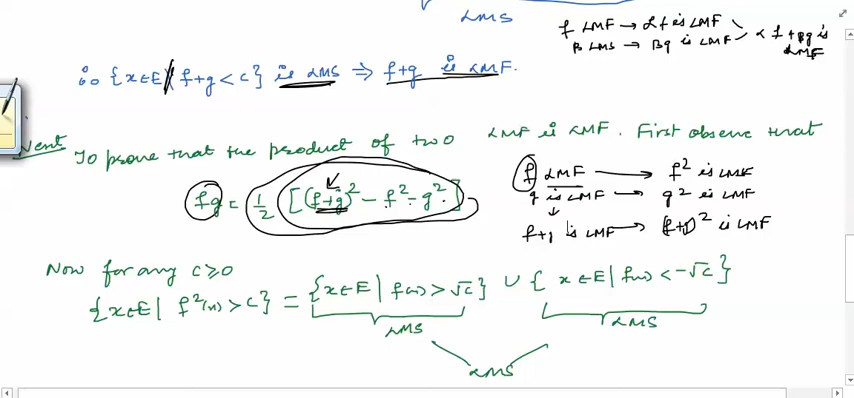 LMS
f LMF → αf is LMF
β LMS → βg is LMF
α f + βg is LMF
∴ {x∈E | f+g < c} is LMS ⇒ f+g is LMF.
Next To prove that the product of two LMF is LMF. First observe that
fg = 1/2 [(f+g)² − f² − g²]
f LMF → f² is LMF
g is LMF → g² is LMF
f+g is LMF → (f+g)² is LMF
Now for any c≥0
{x∈E | f²(x) > c} = {x∈E | f(x) > √c} ∪ { x∈E | f(x) < −√c}
LMS LMS
LMS